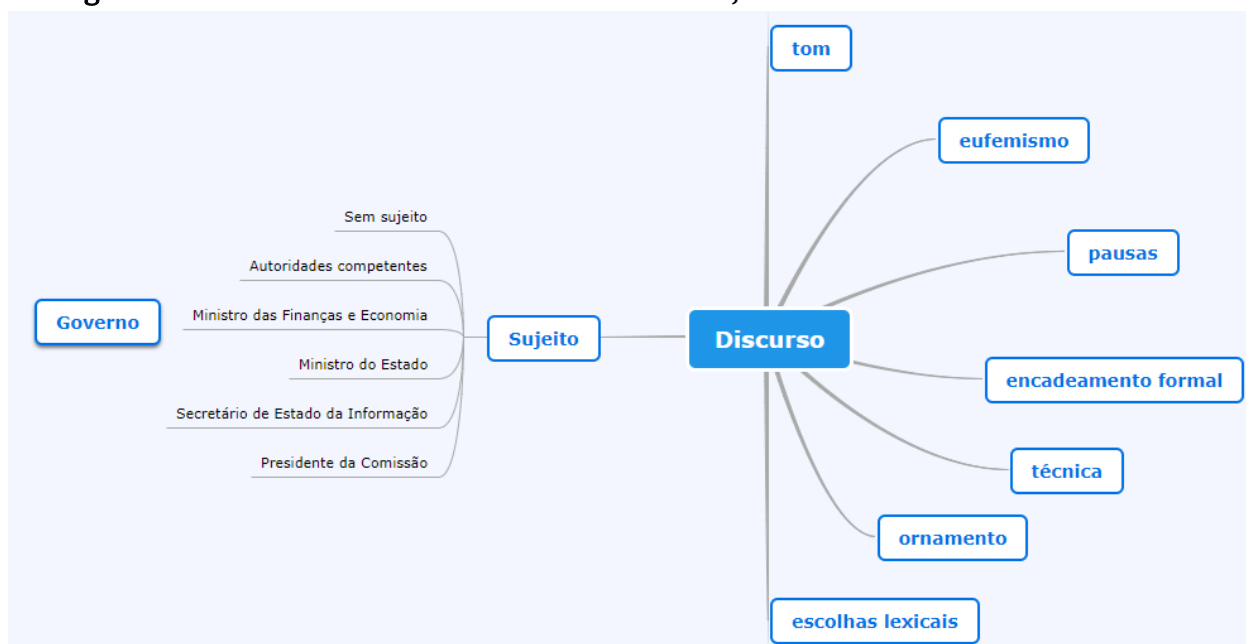 tom
eufemismo
pausas
Sem sujeito
Autoridades competentes
Ministro das Finanças e Economia
Governo
Sujeito
Discurso
Ministro do Estado
encadeamento formal
Secretário de Estado da Informação
Presidente da Comissão
técnica
ornamento
escolhas lexicais